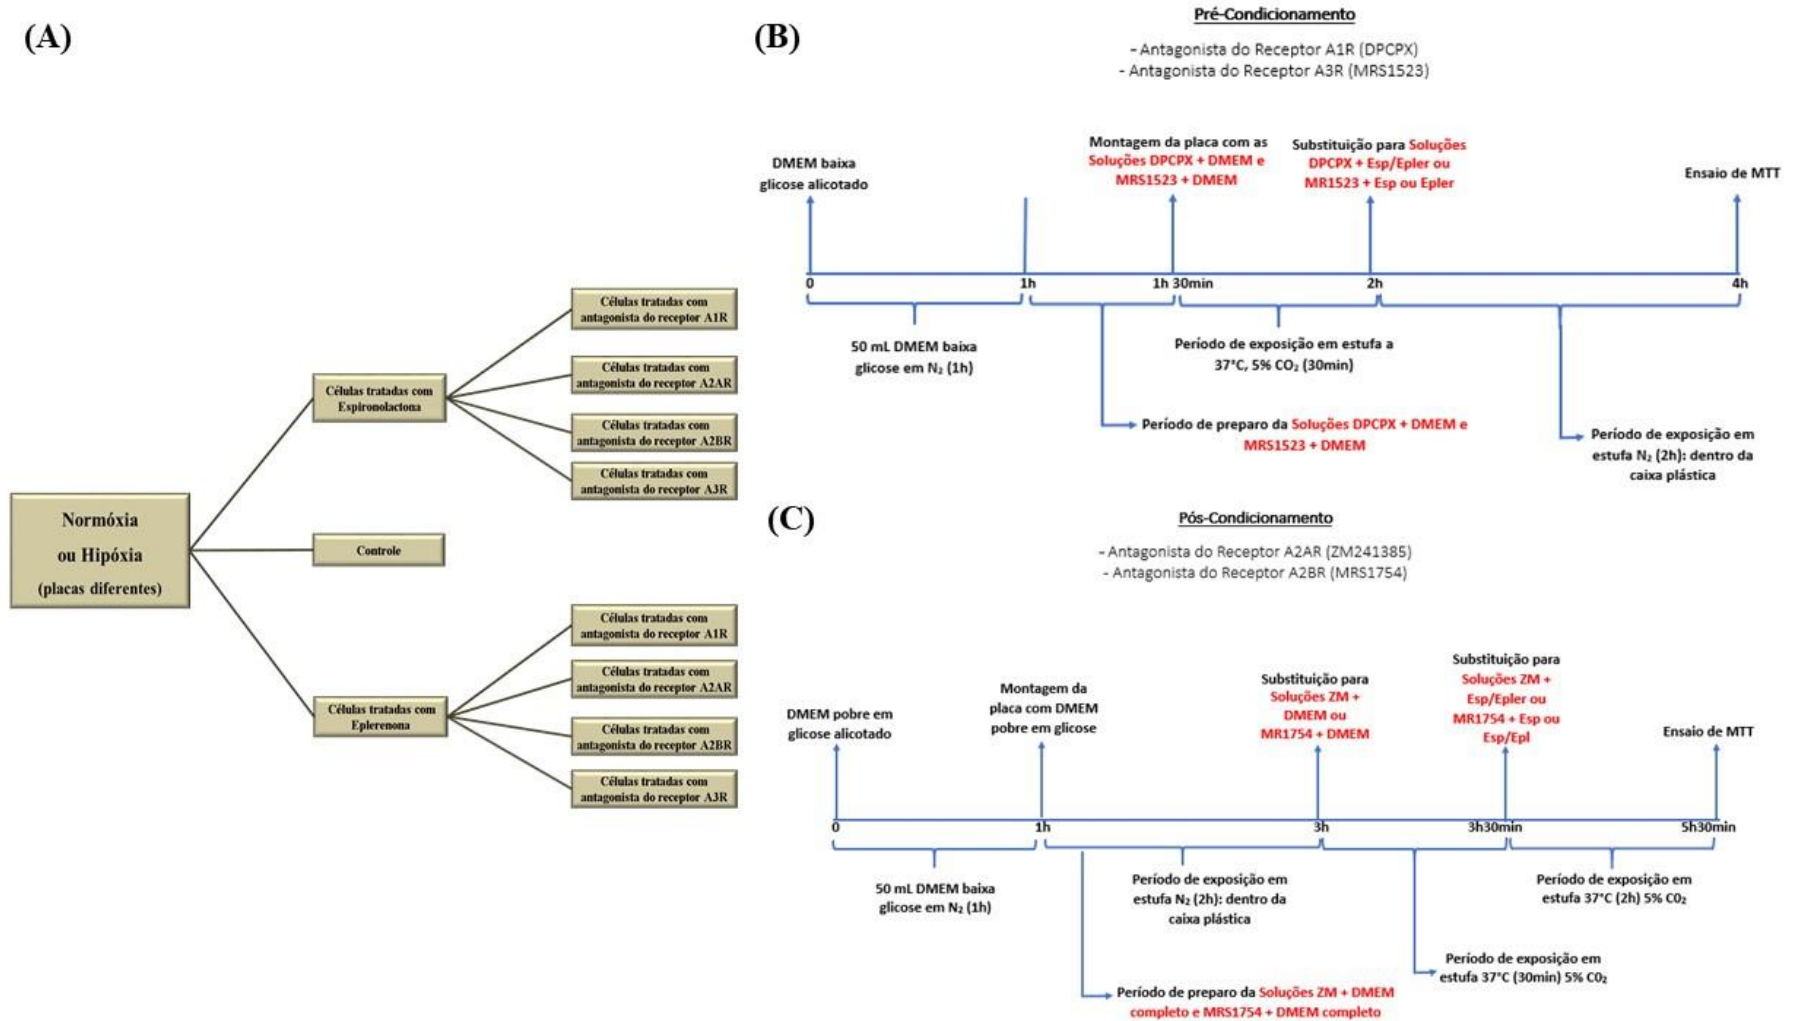 (A)
Normóxia
ou Hipóxia
(placas diferentes)
Células tratadas com
Espironolactona
Controle
Células tratadas com
Eplerenona
Células tratadas com
antagonista do receptor A1R
Células tratadas com
antagonista do receptor A2AR
Células tratadas com
antagonista do receptor A2BR
Células tratadas com
antagonista do receptor A3R
Células tratadas com
antagonista do receptor A1R
Células tratadas com
antagonista do receptor A2AR
Células tratadas com
antagonista do receptor A2BR
Células tratadas com
antagonista do receptor A3R
(B)
Pré-Condicionamento
- Antagonista do Receptor A1R (DPCPX)
- Antagonista do Receptor A3R (MRS1523)
DMEM baixa
glicose alicotado
Montagem da placa com as
Soluções DPCPX + DMEM e
MRS1523 + DMEM
Substituição para Soluções
DPCPX + Esp/Epler ou
MR1523 + Esp ou Epler
Ensaio de MTT
0
1h
1h 30min
2h
4h
50 mL DMEM baixa
glicose em N₂ (1h)
Período de exposição em estufa a
37°C, 5% CO₂ (30min)
Período de preparo da Soluções DPCPX + DMEM e
MRS1523 + DMEM
Período de exposição em
estufa N₂ (2h): dentro da
caixa plástica
(C)
Pós-Condicionamento
- Antagonista do Receptor A2AR (ZM241385)
- Antagonista do Receptor A2BR (MRS1754)
DMEM pobre em
glicose alicotado
Montagem da
placa com DMEM
pobre em glicose
Substituição para
Soluções ZM +
DMEM ou
MR1754 + DMEM
Substituição para
Soluções ZM +
Esp/Epler ou
MR1754 + Esp ou
Esp/Epl
Ensaio de MTT
0
1h
3h
3h30min
5h30min
50 mL DMEM baixa
glicose em N₂ (1h)
Período de exposição em
estufa N₂ (2h): dentro da
caixa plástica
Período de exposição em
estufa 37°C (2h) 5% C0₂
Período de exposição em
estufa 37°C (30min) 5% C0₂
Período de preparo da Soluções ZM + DMEM
completo e MRS1754 + DMEM completo